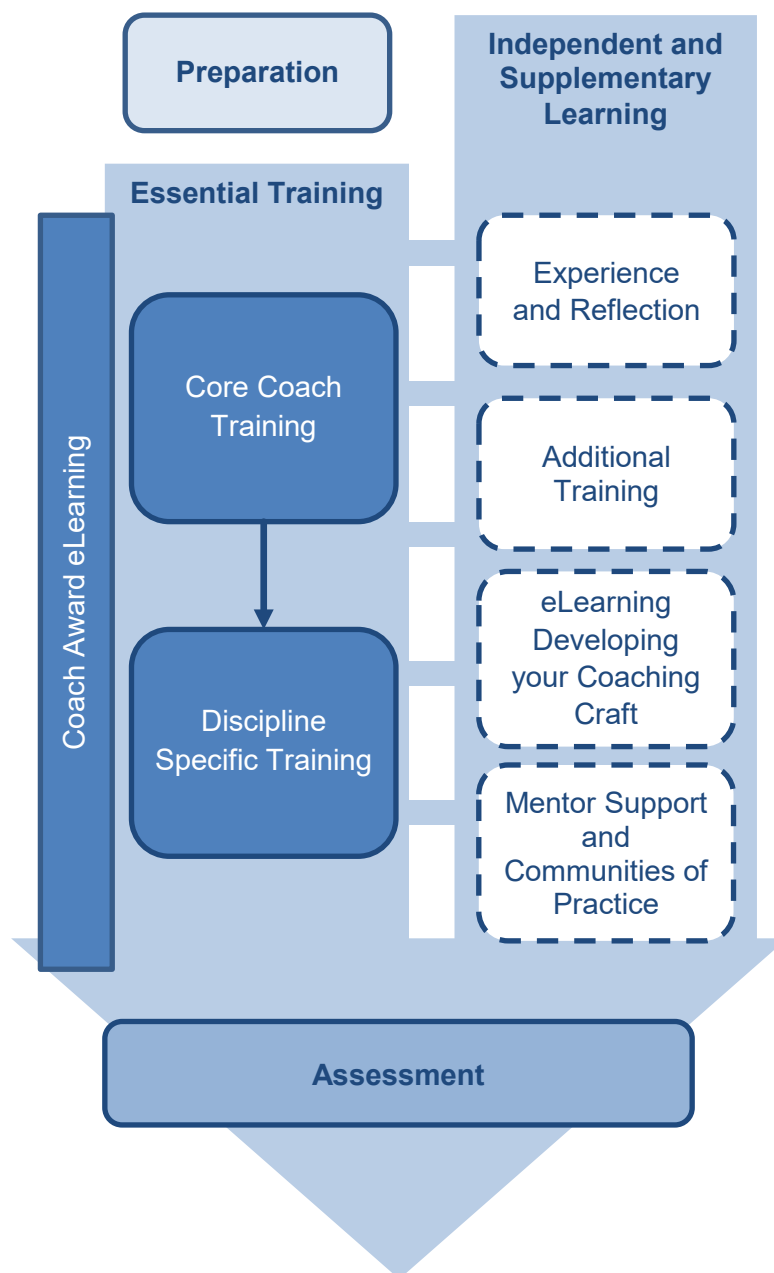 Preparation
Independent and
Supplementary
Learning
Essential Training
Coach Award eLearning
Core Coach
Training
Discipline
Specific Training
Experience
and Reflection
Additional
Training
eLearning
Developing
your Coaching
Craft
Mentor Support
and
Communities of
Practice
Assessment